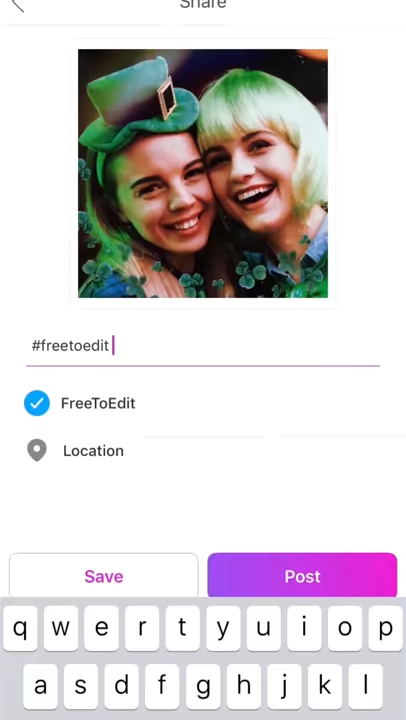 Share
#freetoedit
FreeToEdit
Location
Save
Post
q w e r t y u i o p
a s d f g h j k l